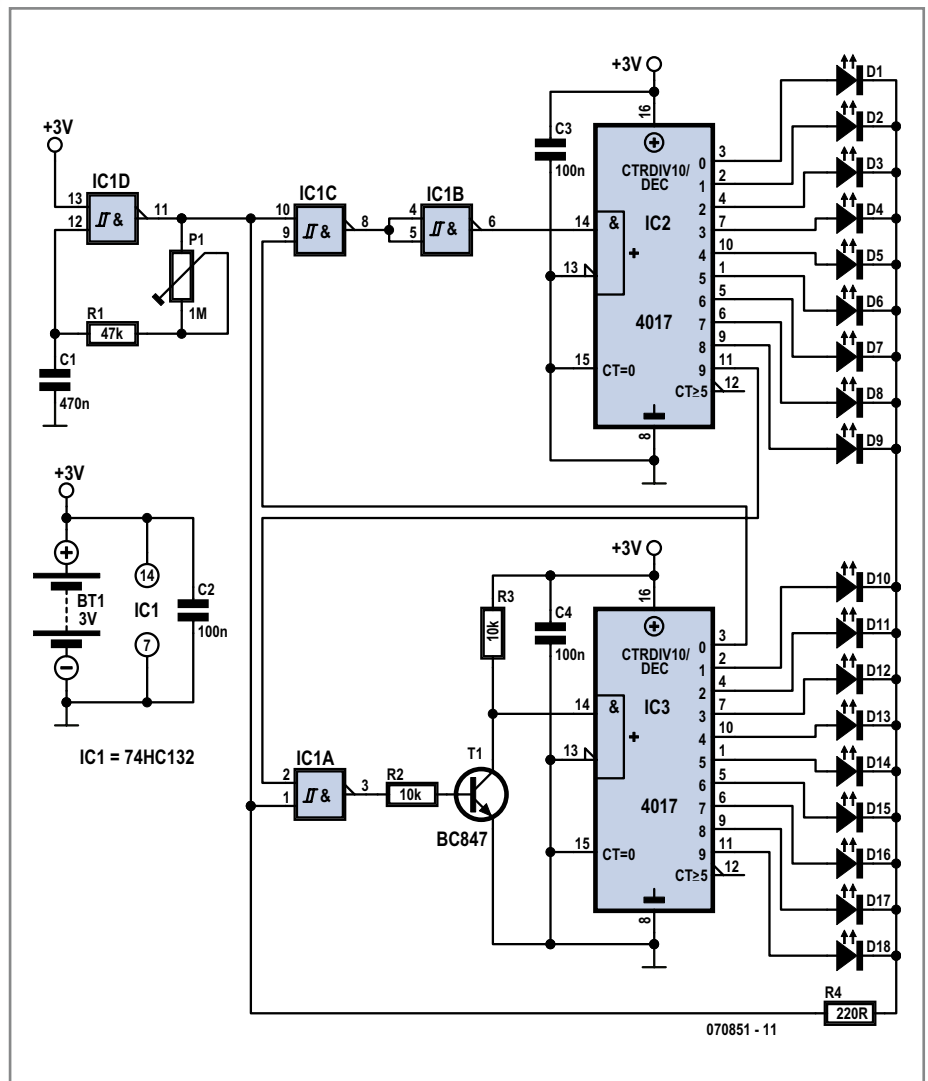 +3V
IC1D
13
12
11
&
P1
1M
R1
47k
C1
470n
IC1C
10
9
8
&
IC1B
4
5
6
&
+3V
C3
100n
16
CTRDIV10/
DEC
IC2
4017
14
&
+
13
15
CT=0
8
3
0
2
1
4
2
7
3
10
4
1
5
5
6
6
7
9
8
11
9
CT≥5
12
D1
D2
D3
D4
D5
D6
D7
D8
D9
+3V
BT1
3V
14
IC1
7
C2
100n
IC1 = 74HC132
IC1A
2
1
3
&
R2
10k
T1
BC847
R3
10k
+3V
C4
100n
16
CTRDIV10/
DEC
IC3
4017
14
&
+
13
15
CT=0
8
3
0
2
1
4
2
7
3
10
4
1
5
5
6
6
7
9
8
11
9
CT≥5
12
D10
D11
D12
D13
D14
D15
D16
D17
D18
R4
220R
070851 - 11